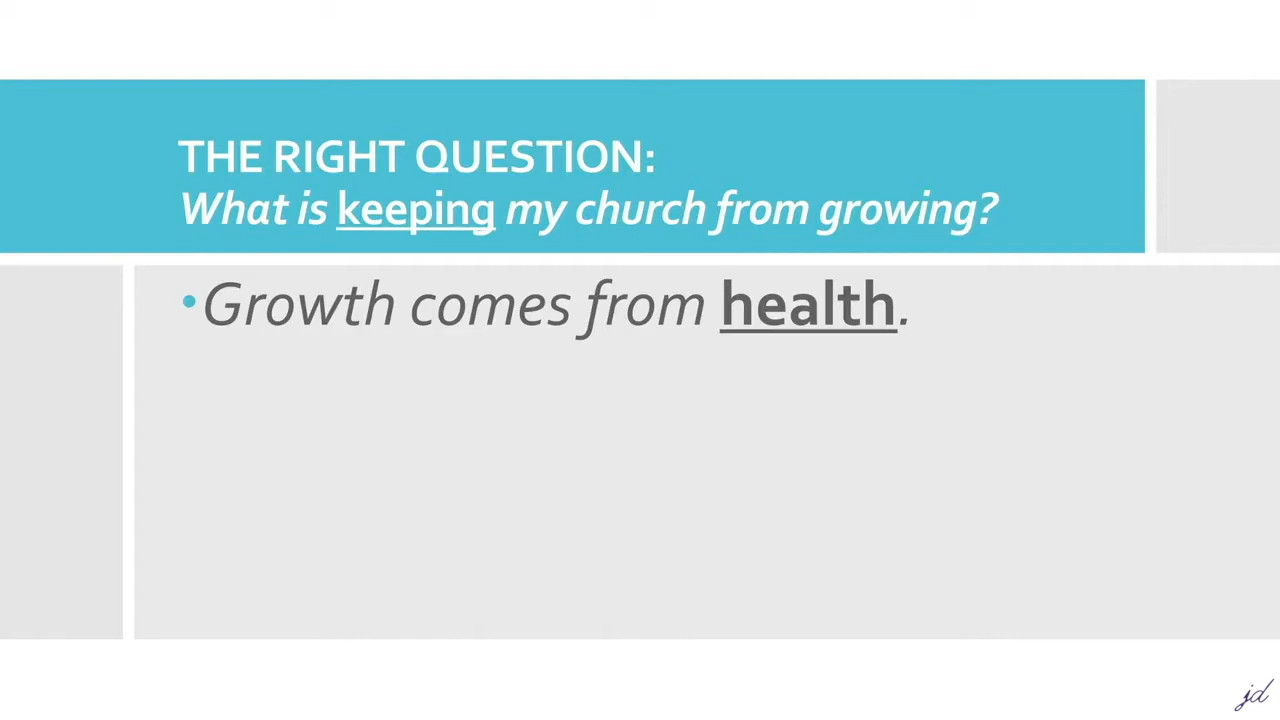 THE RIGHT QUESTION:
What is keeping my church from growing?
•Growth comes from health.
jd